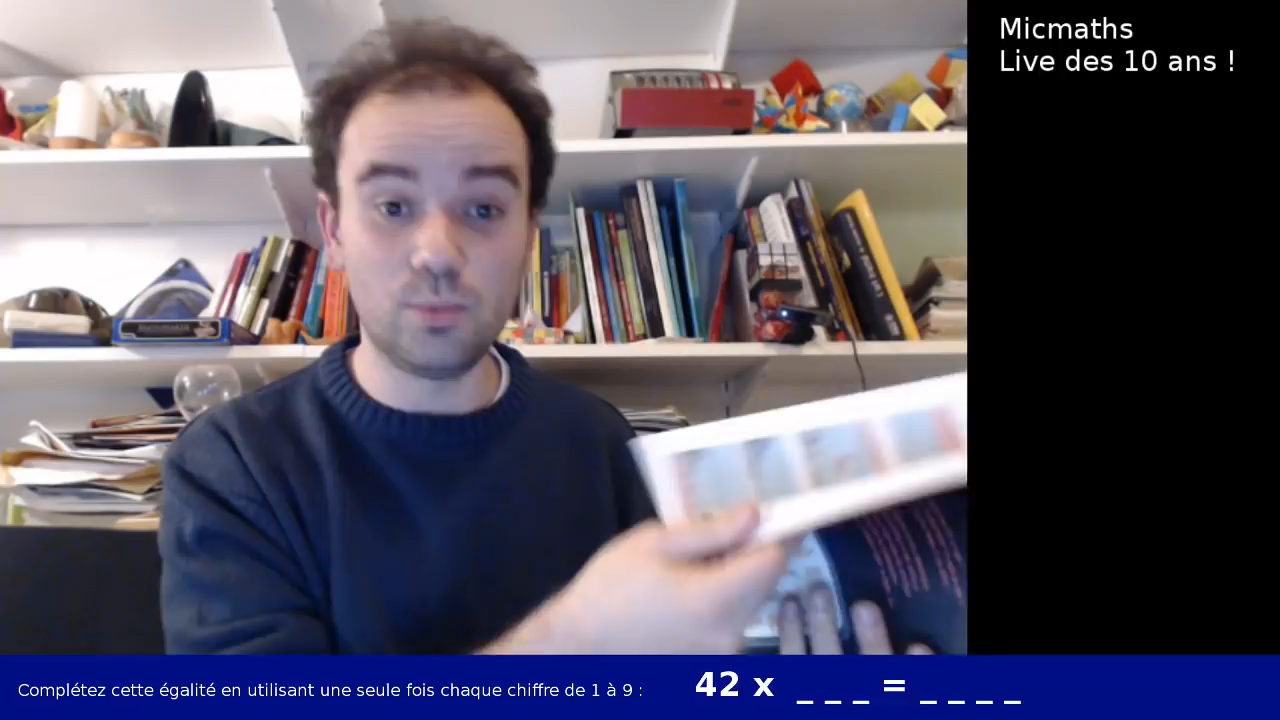 Micmaths
Live des 10 ans !
Complétez cette égalité en utilisant une seule fois chaque chiffre de 1 à 9 : 42 x _ _ _ = _ _ _ _